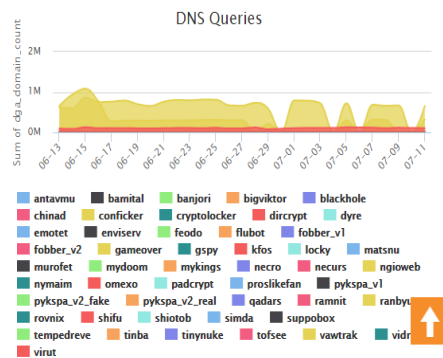 DNS Queries
Sum of dga_domain_count
2M
1M
0M
06-13 06-15 06-17 06-19 06-21 06-23 06-25 06-27 06-29 07-01 07-03 07-05 07-07 07-09 07-11
antavmu bamital banjori bigviktor blackhole
chinad conficker cryptolocker dircrypt dyre
emotet enviserv feodo flubot fobber_v1
fobber_v2 gameover gspy kfos locky matsnu
murofet mydoom mykings necro necurs ngioweb
nymaim omexo padcrypt proslikefan pykspa_v1
pykspa_v2_fake pykspa_v2_real qadars ramnit ranbyu
rovnix shifu shiotob simda suppobox
tempedreve tinba tinynuke tofsee vawtrak vidr
virut